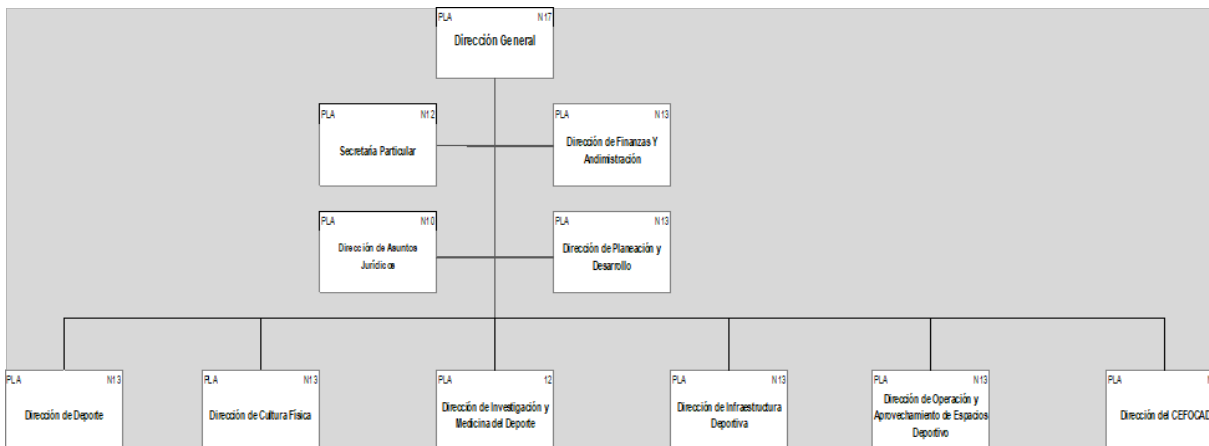 PLA N17
Dirección General
PLA N12
Secretaría Particular
PLA N13
Dirección de Finanzas Y
Andimistración
PLA N10
Dirección de Asuntos
Jurídicos
PLA N13
Dirección de Planeación y
Desarrollo
PLA N13
Dirección de Deporte
PLA N13
Dirección de Cultura Física
PLA 12
Dirección de Investigación y
Medicina del Deporte
PLA N13
Dirección de Infraestructura
Deportiva
PLA N13
Dirección de Operación y
Aprovechamiento de Espacios
Deportivo
PLA
Dirección del CEFOCAD